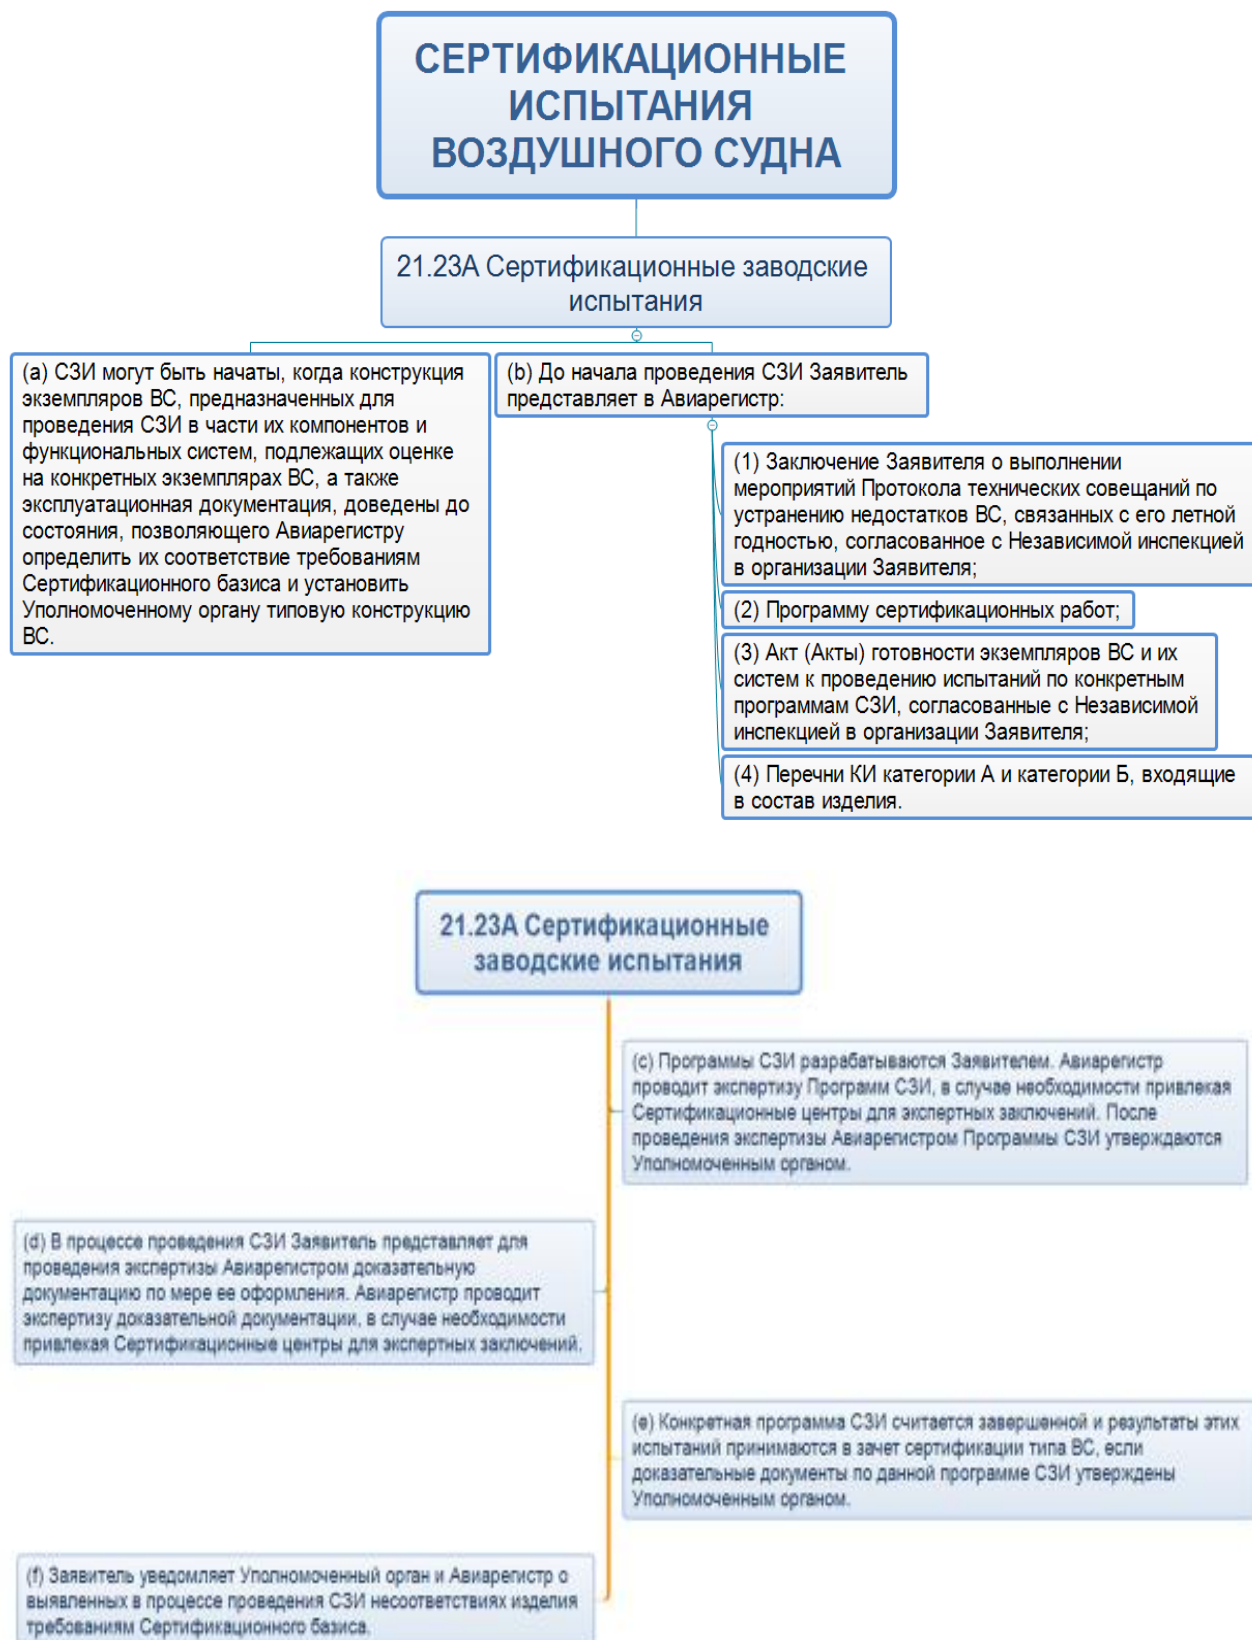 СЕРТИФИКАЦИОННЫЕ
ИСПЫТАНИЯ
ВОЗДУШНОГО СУДНА
21.23А Сертификационные заводские
испытания
(a) СЗИ могут быть начаты, когда конструкция
экземпляров ВС, предназначенных для
проведения СЗИ в части их компонентов и
функциональных систем, подлежащих оценке
на конкретных экземплярах ВС, а также
эксплуатационная документация, доведены до
состояния, позволяющего Авиарегистру
определить их соответствие требованиям
Сертификационного базиса и установить
Уполномоченному органу типовую конструкцию
ВС.
(b) До начала проведения СЗИ Заявитель
представляет в Авиарегистр:
(1) Заключение Заявителя о выполнении
мероприятий Протокола технических совещаний по
устранению недостатков ВС, связанных с его летной
годностью, согласованное с Независимой инспекцией
в организации Заявителя;
(2) Программу сертификационных работ;
(3) Акт (Акты) готовности экземпляров ВС и их
систем к проведению испытаний по конкретным
программам СЗИ, согласованные с Независимой
инспекцией в организации Заявителя;
(4) Перечни КИ категории А и категории Б, входящие
в состав изделия.
21.23А Сертификационные
заводские испытания
(c) Программы СЗИ разрабатываются Заявителем. Авиарегистр
проводит экспертизу Программ СЗИ, в случае необходимости привлекая
Сертификационные центры для экспертных заключений. После
проведения экспертизы Авиарегистром Программы СЗИ утверждаются
Уполномоченным органом.
(d) В процессе проведения СЗИ Заявитель представляет для
проведения экспертизы Авиарегистром доказательную
документацию по мере ее оформления. Авиарегистр проводит
экспертизу доказательной документации, в случае необходимости
привлекая Сертификационные центры для экспертных заключений.
(e) Конкретная программа СЗИ считается завершенной и результаты этих
испытаний принимаются в зачет сертификации типа ВС, если
доказательные документы по данной программе СЗИ утверждены
Уполномоченным органом.
(f) Заявитель уведомляет Уполномоченный орган и Авиарегистр о
выявленных в процессе проведения СЗИ несоответствиях изделия
требованиям Сертификационного базиса.